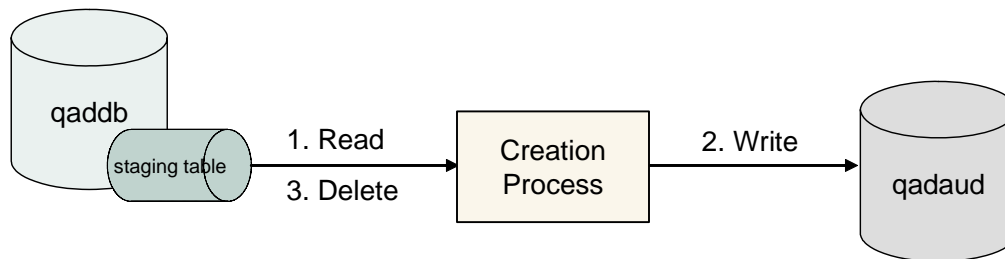 qaddb
staging table
1. Read
3. Delete
Creation
Process
2. Write
qadaud